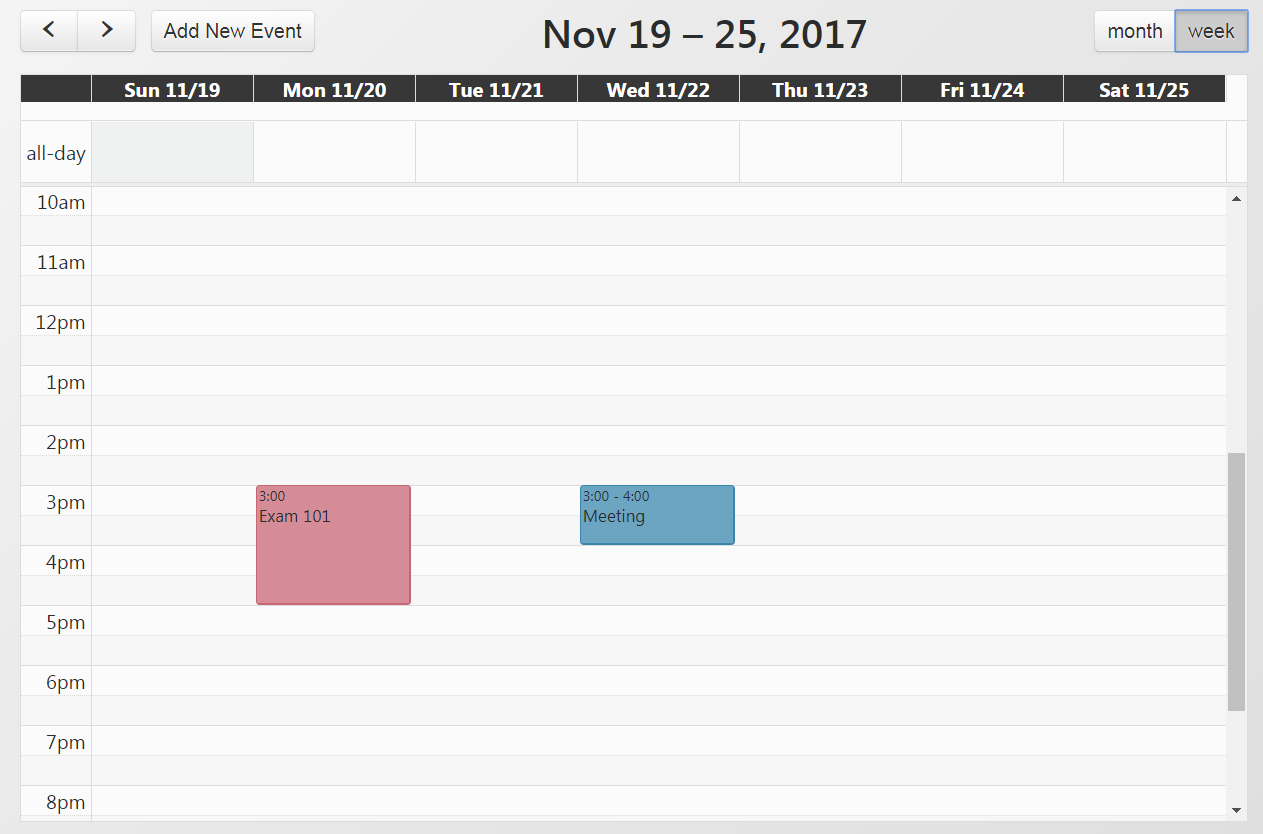 Add New Event
Nov 19 – 25, 2017
month
week
Sun 11/19
Mon 11/20
Tue 11/21
Wed 11/22
Thu 11/23
Fri 11/24
Sat 11/25
all-day
10am
11am
12pm
1pm
2pm
3pm
3:00
Exam 101
3:00 - 4:00
Meeting
4pm
5pm
6pm
7pm
8pm